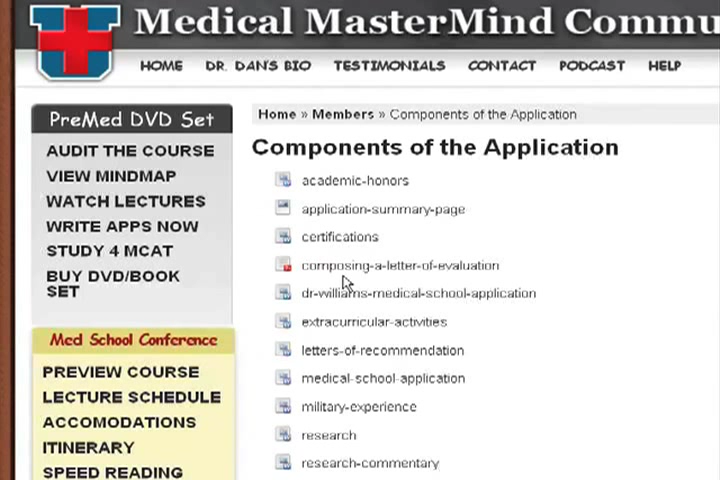 Medical MasterMind Commu
HOME DR. DAN'S BIO TESTIMONIALS CONTACT PODCAST HELP
PreMed DVD Set
AUDIT THE COURSE
VIEW MINDMAP
WATCH LECTURES
WRITE APPS NOW
STUDY 4 MCAT
BUY DVD/BOOK
SET
Med School Conference
PREVIEW COURSE
LECTURE SCHEDULE
ACCOMODATIONS
ITINERARY
SPEED READING
Home » Members » Components of the Application
Components of the Application
academic-honors
application-summary-page
certifications
composing-a-letter-of-evaluation
dr-williams-medical-school-application
extracurricular-activities
letters-of-recommendation
medical-school-application
military-experience
research
research-commentary